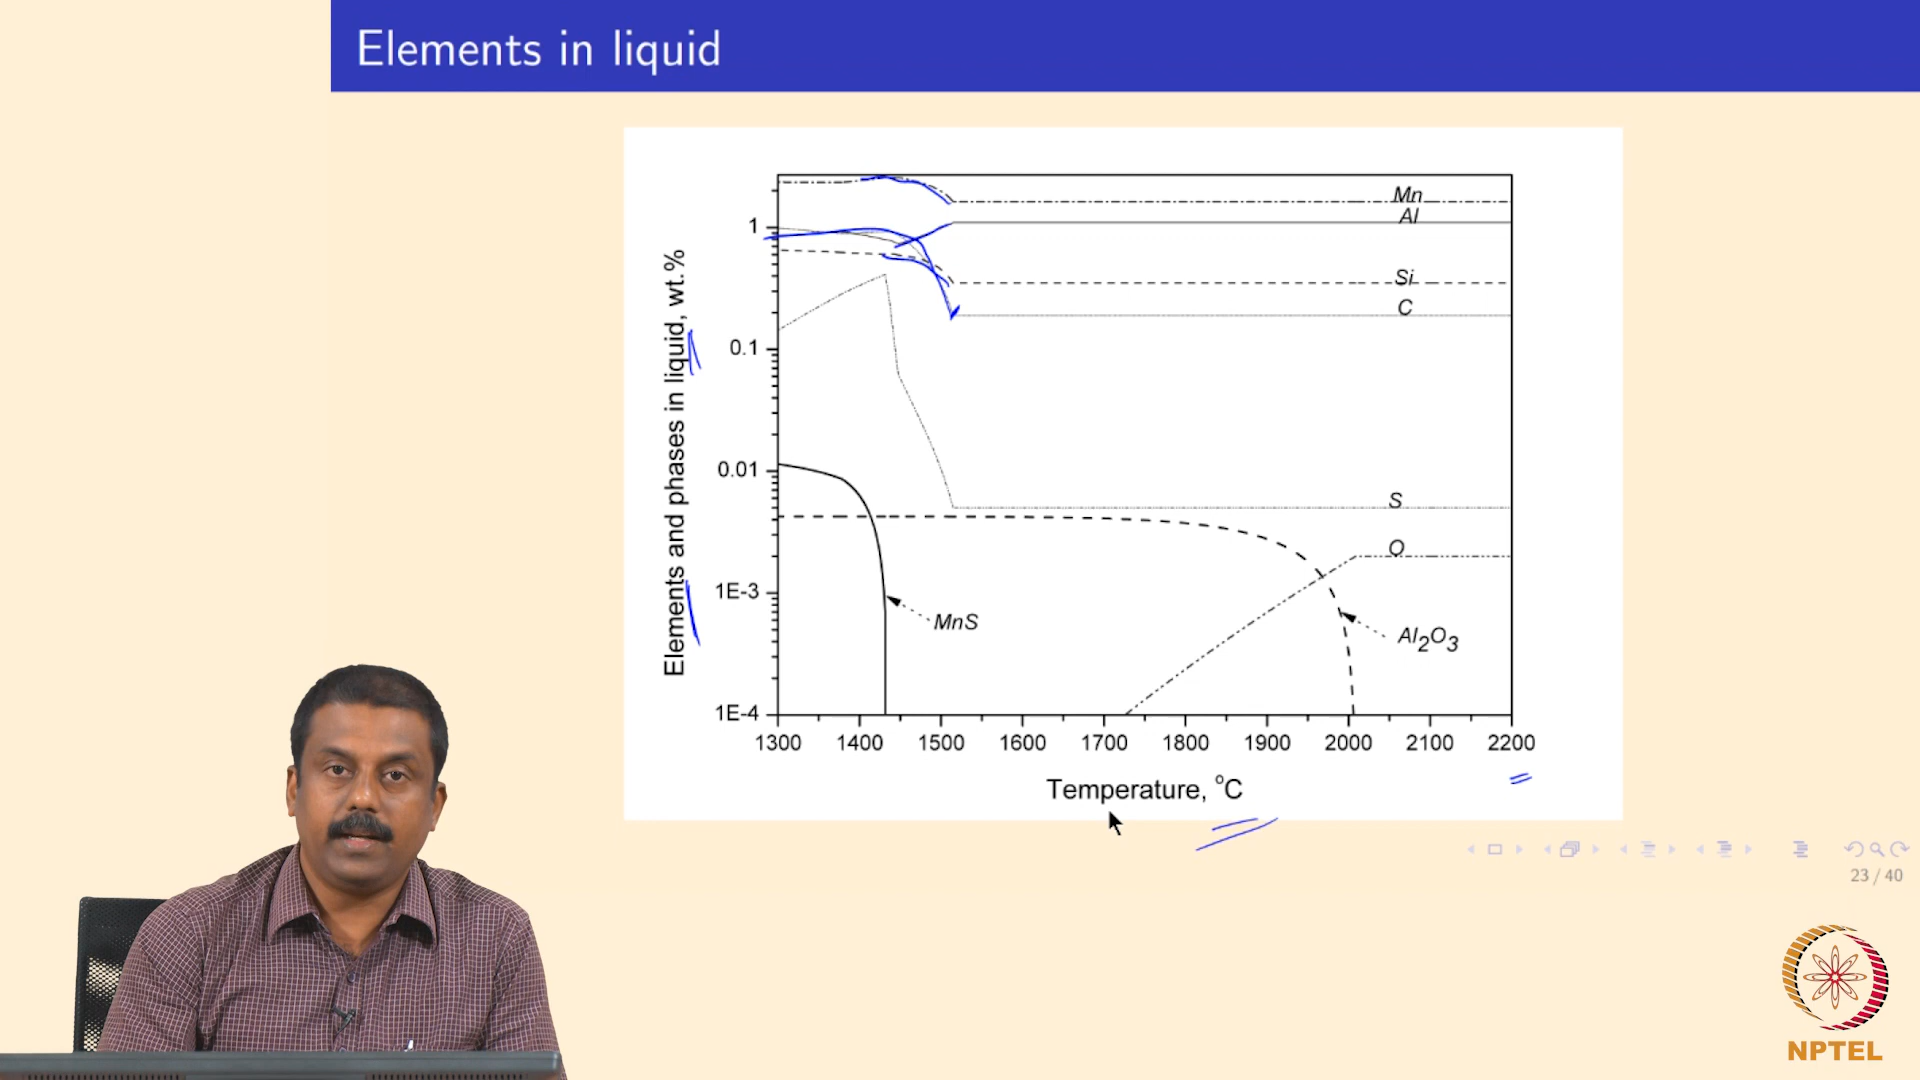 Elements in liquid
Elements and phases in liquid, wt.%
1
0.1
0.01
1E-3
1E-4
Mn
Al
Si
C
S
O
MnS
Al₂O₃
1300 1400 1500 1600 1700 1800 1900 2000 2100 2200
Temperature, °C
23 / 40
NPTEL